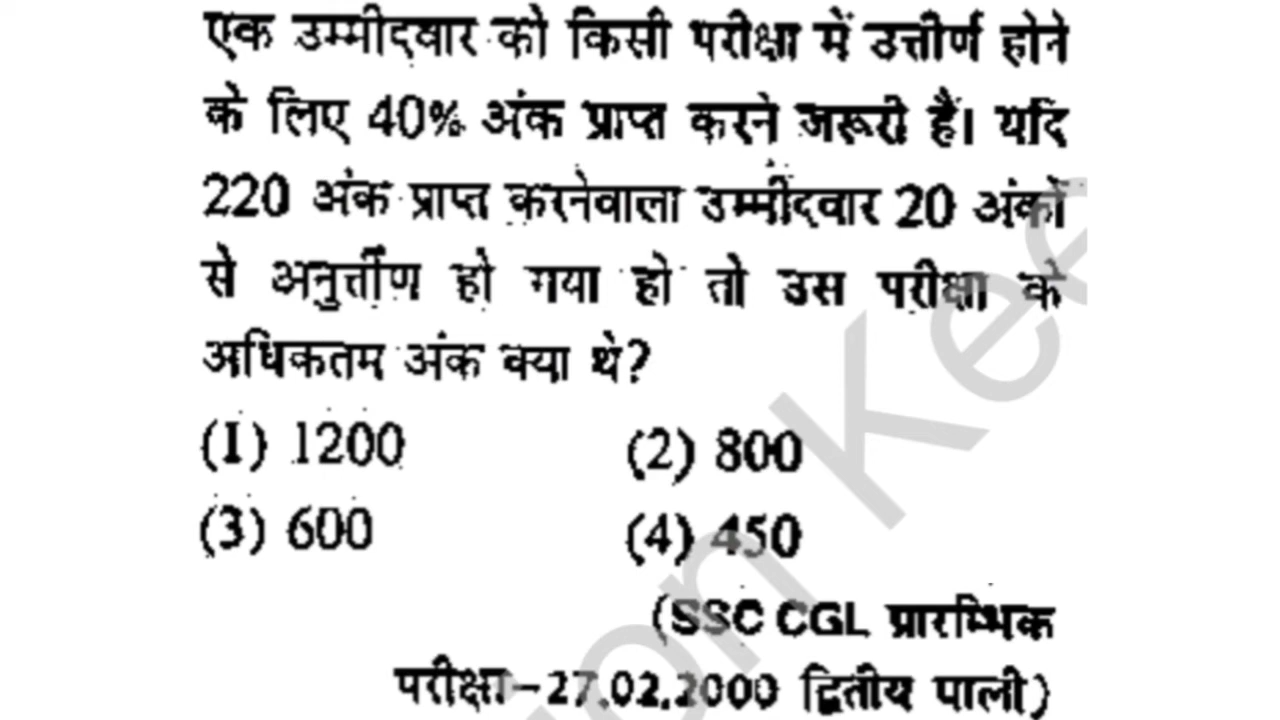 एक उम्मीदवार को किसी परीक्षा में उत्तीर्ण होने
के लिए 40% अंक प्राप्त करने जरूरी हैं। यदि
220 अंक प्राप्त करनेवाला उम्मीदवार 20 अंकों
से अनुर्त्तीण हो गया हो तो उस परीक्षा के
अधिकतम अंक क्या थे?
(1) 1200 (2) 800
(3) 600 (4) 450
(SSC CGL प्रारम्भिक
परीक्षा-27.02.2000 द्वितीय पाली)